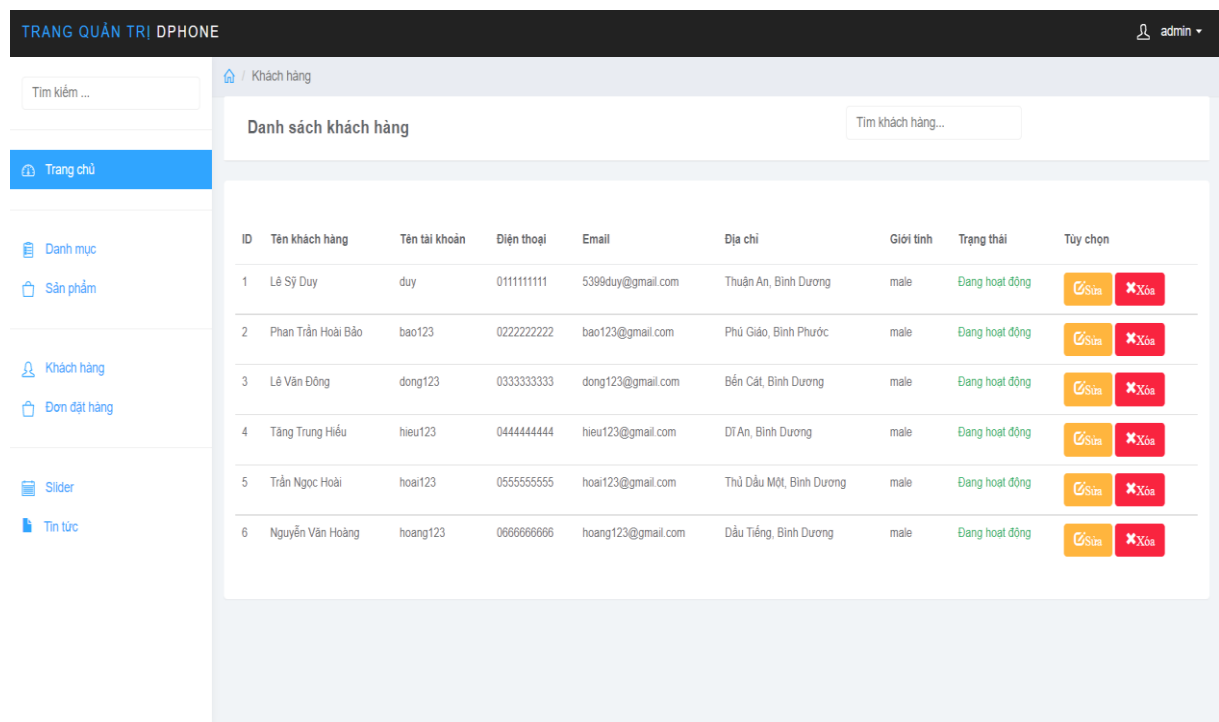 TRANG QUẢN TRỊ DPHONE
admin
Tìm kiếm ...
/ Khách hàng
Danh sách khách hàng
Tìm khách hàng...
Trang chủ
Danh mục
Sản phẩm
Khách hàng
Đơn đặt hàng
Slider
Tin tức
ID Tên khách hàng Tên tài khoản Điện thoại Email Địa chỉ Giới tính Trạng thái Tùy chọn
1 Lê Sỹ Duy duy 0111111111 5399duy@gmail.com Thuận An, Bình Dương male Đang hoạt động Sửa Xóa
2 Phan Trần Hoài Bảo bao123 0222222222 bao123@gmail.com Phú Giáo, Bình Phước male Đang hoạt động Sửa Xóa
3 Lê Văn Đông dong123 0333333333 dong123@gmail.com Bến Cát, Bình Dương male Đang hoạt động Sửa Xóa
4 Tăng Trung Hiếu hieu123 0444444444 hieu123@gmail.com Dĩ An, Bình Dương male Đang hoạt động Sửa Xóa
5 Trần Ngọc Hoài hoai123 0555555555 hoai123@gmail.com Thủ Dầu Một, Bình Dương male Đang hoạt động Sửa Xóa
6 Nguyễn Văn Hoàng hoang123 0666666666 hoang123@gmail.com Dầu Tiếng, Bình Dương male Đang hoạt động Sửa Xóa